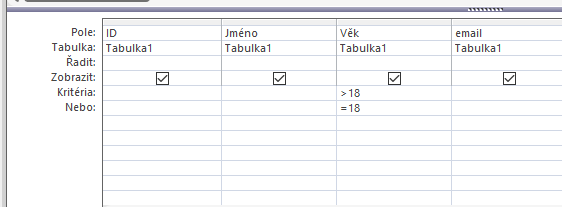 Pole: ID Jméno Věk email
Tabulka: Tabulka1 Tabulka1 Tabulka1 Tabulka1
Řadit:
Zobrazit:
Kritéria: >18
Nebo: =18